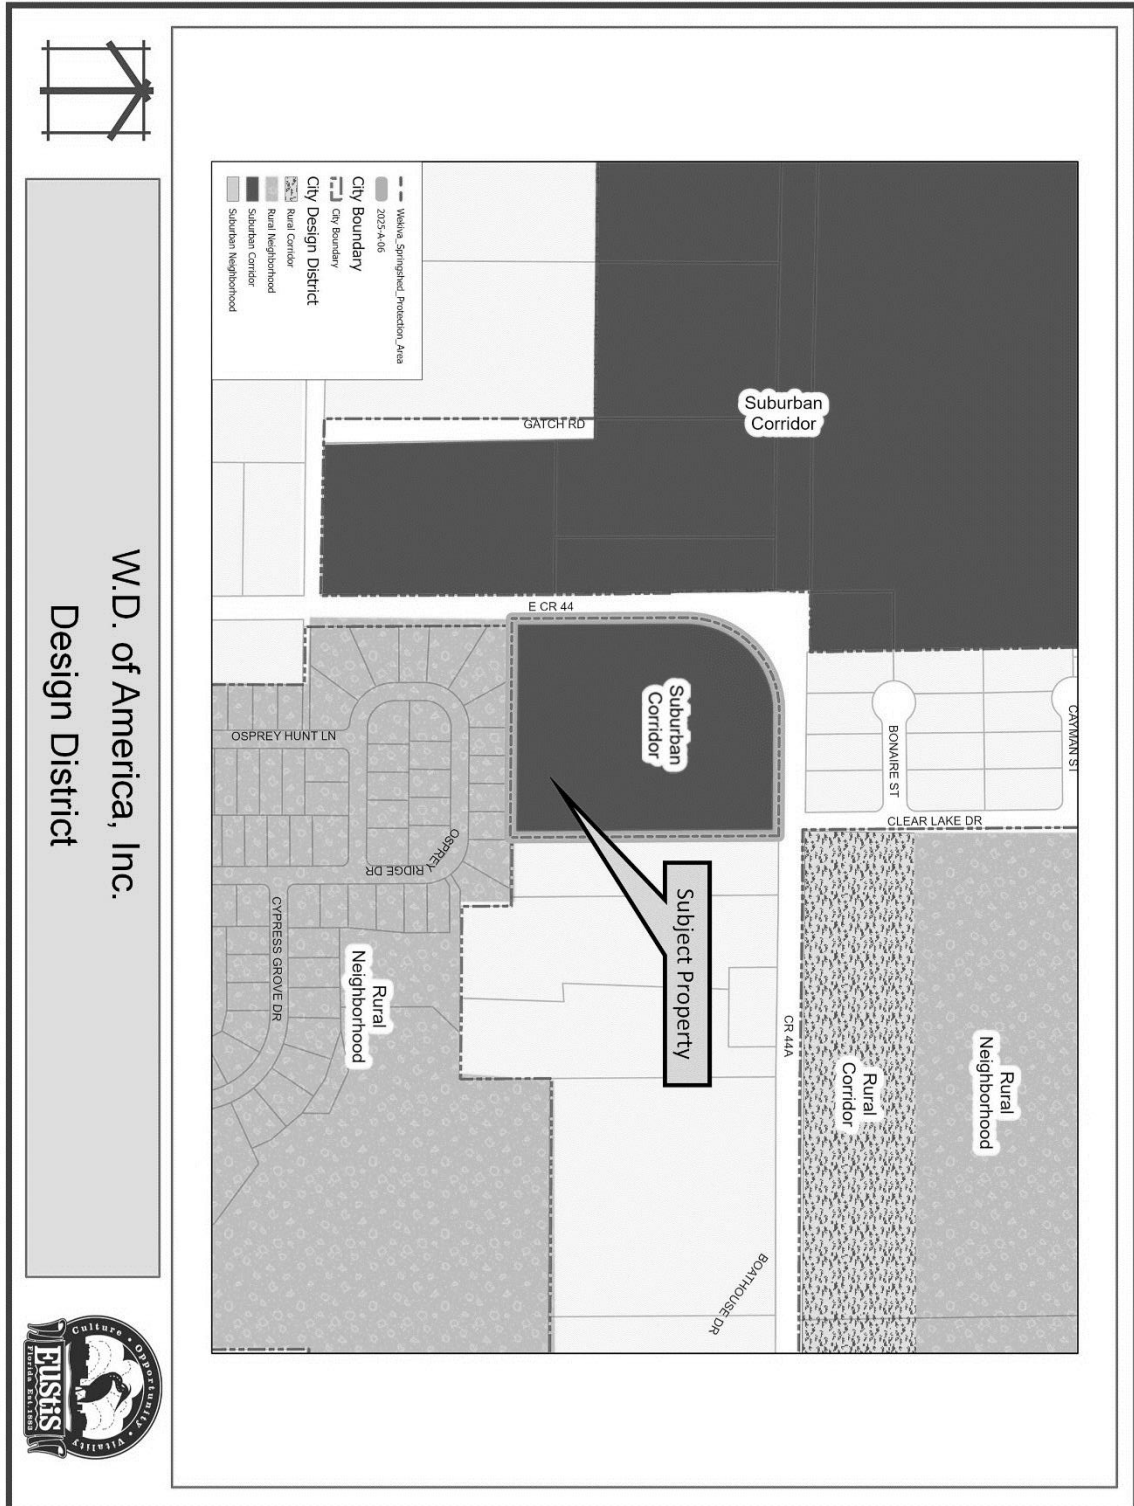 CAYMAN ST
BONAIRE ST
CLEAR LAKE DR
Suburban
Corridor
GATCH RD
E CR 44
Suburban
Corridor
Subject Property
CR 44A
Rural
Neighborhood
Rural
Corridor
BOATHOUSE DR
OSPREY HUNT LN
OSPREY RIDGE DR
CYPRESS GROVE DR
Rural
Neighborhood
Wekiva_Springshed_Protection_Area
2025-A-06
City Boundary
City Boundary
City Design District
Rural Corridor
Rural Neighborhood
Suburban Corridor
Suburban Neighborhood
W.D. of America, Inc.
Design District
Culture • Opportunity • Vitality
EUSTIS
Florida Est. 1883